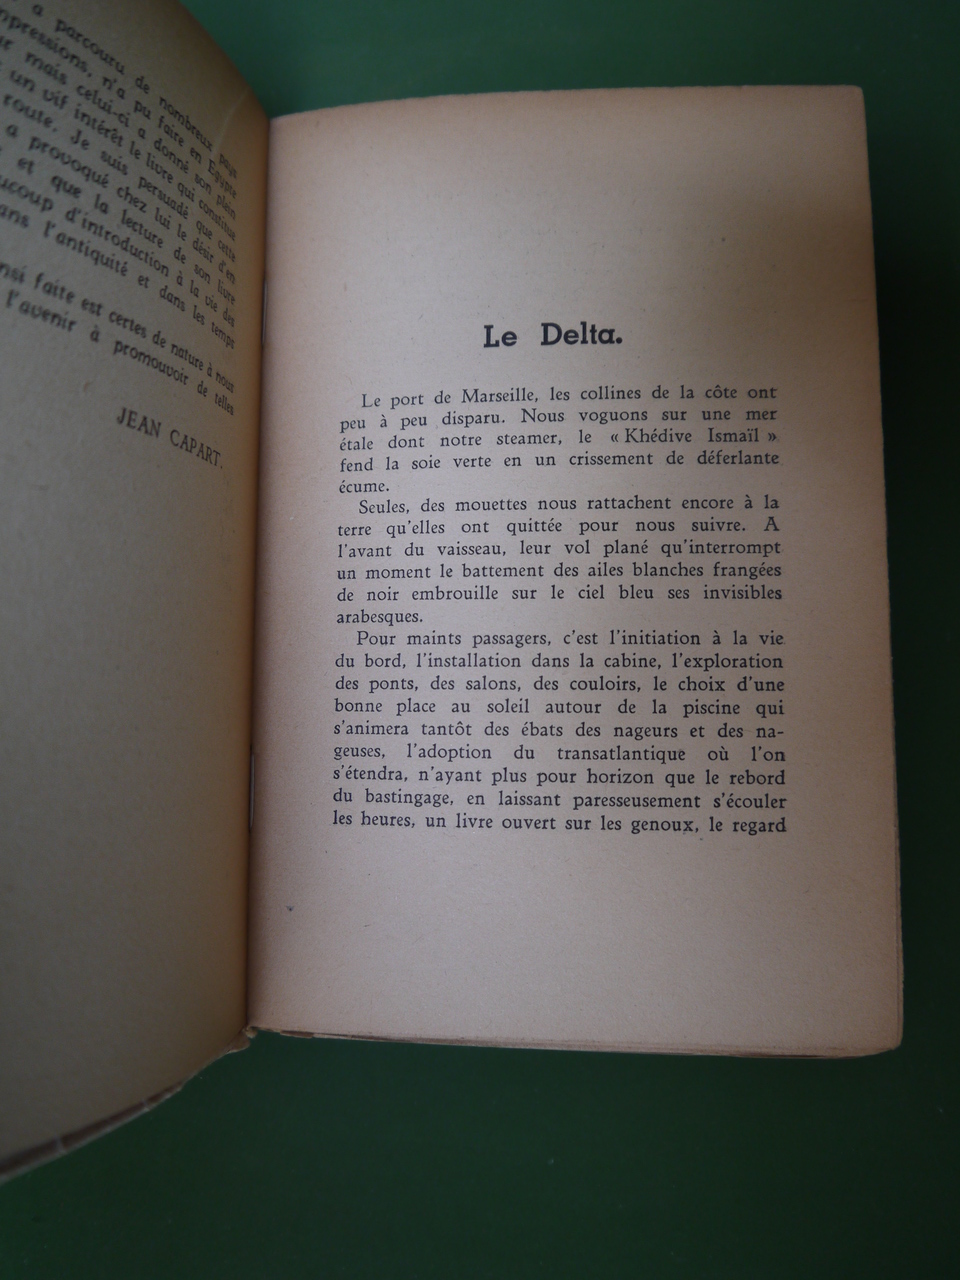 a parcouru de nombreux pays
mpressions, n'a pu faire en Egypte
mais celui-ci a donné son plein
un vif intérêt le livre qui constitue
route. Je suis persuadé que cette
a provoqué chez lui le désir d'en
et que la lecture de son livre
ucoup d'introduction à la vie des
ans l'antiquité et dans les temps
nsi faite est certes de nature à nous
l'avenir à promouvoir de telles
JEAN CAPART.
Le Delta.
Le port de Marseille, les collines de la côte ont
peu à peu disparu. Nous voguons sur une mer
étale dont notre steamer, le « Khédive Ismaïl »
fend la soie verte en un crissement de déferlante
écume.
Seules, des mouettes nous rattachent encore à la
terre qu'elles ont quittée pour nous suivre. A
l'avant du vaisseau, leur vol plané qu'interrompt
un moment le battement des ailes blanches frangées
de noir embrouille sur le ciel bleu ses invisibles
arabesques.
Pour maints passagers, c'est l'initiation à la vie
du bord, l'installation dans la cabine, l'exploration
des ponts, des salons, des couloirs, le choix d'une
bonne place au soleil autour de la piscine qui
s'animera tantôt des ébats des nageurs et des na-
geuses, l'adoption du transatlantique où l'on
s'étendra, n'ayant plus pour horizon que le rebord
du bastingage, en laissant paresseusement s'écouler
les heures, un livre ouvert sur les genoux, le regard